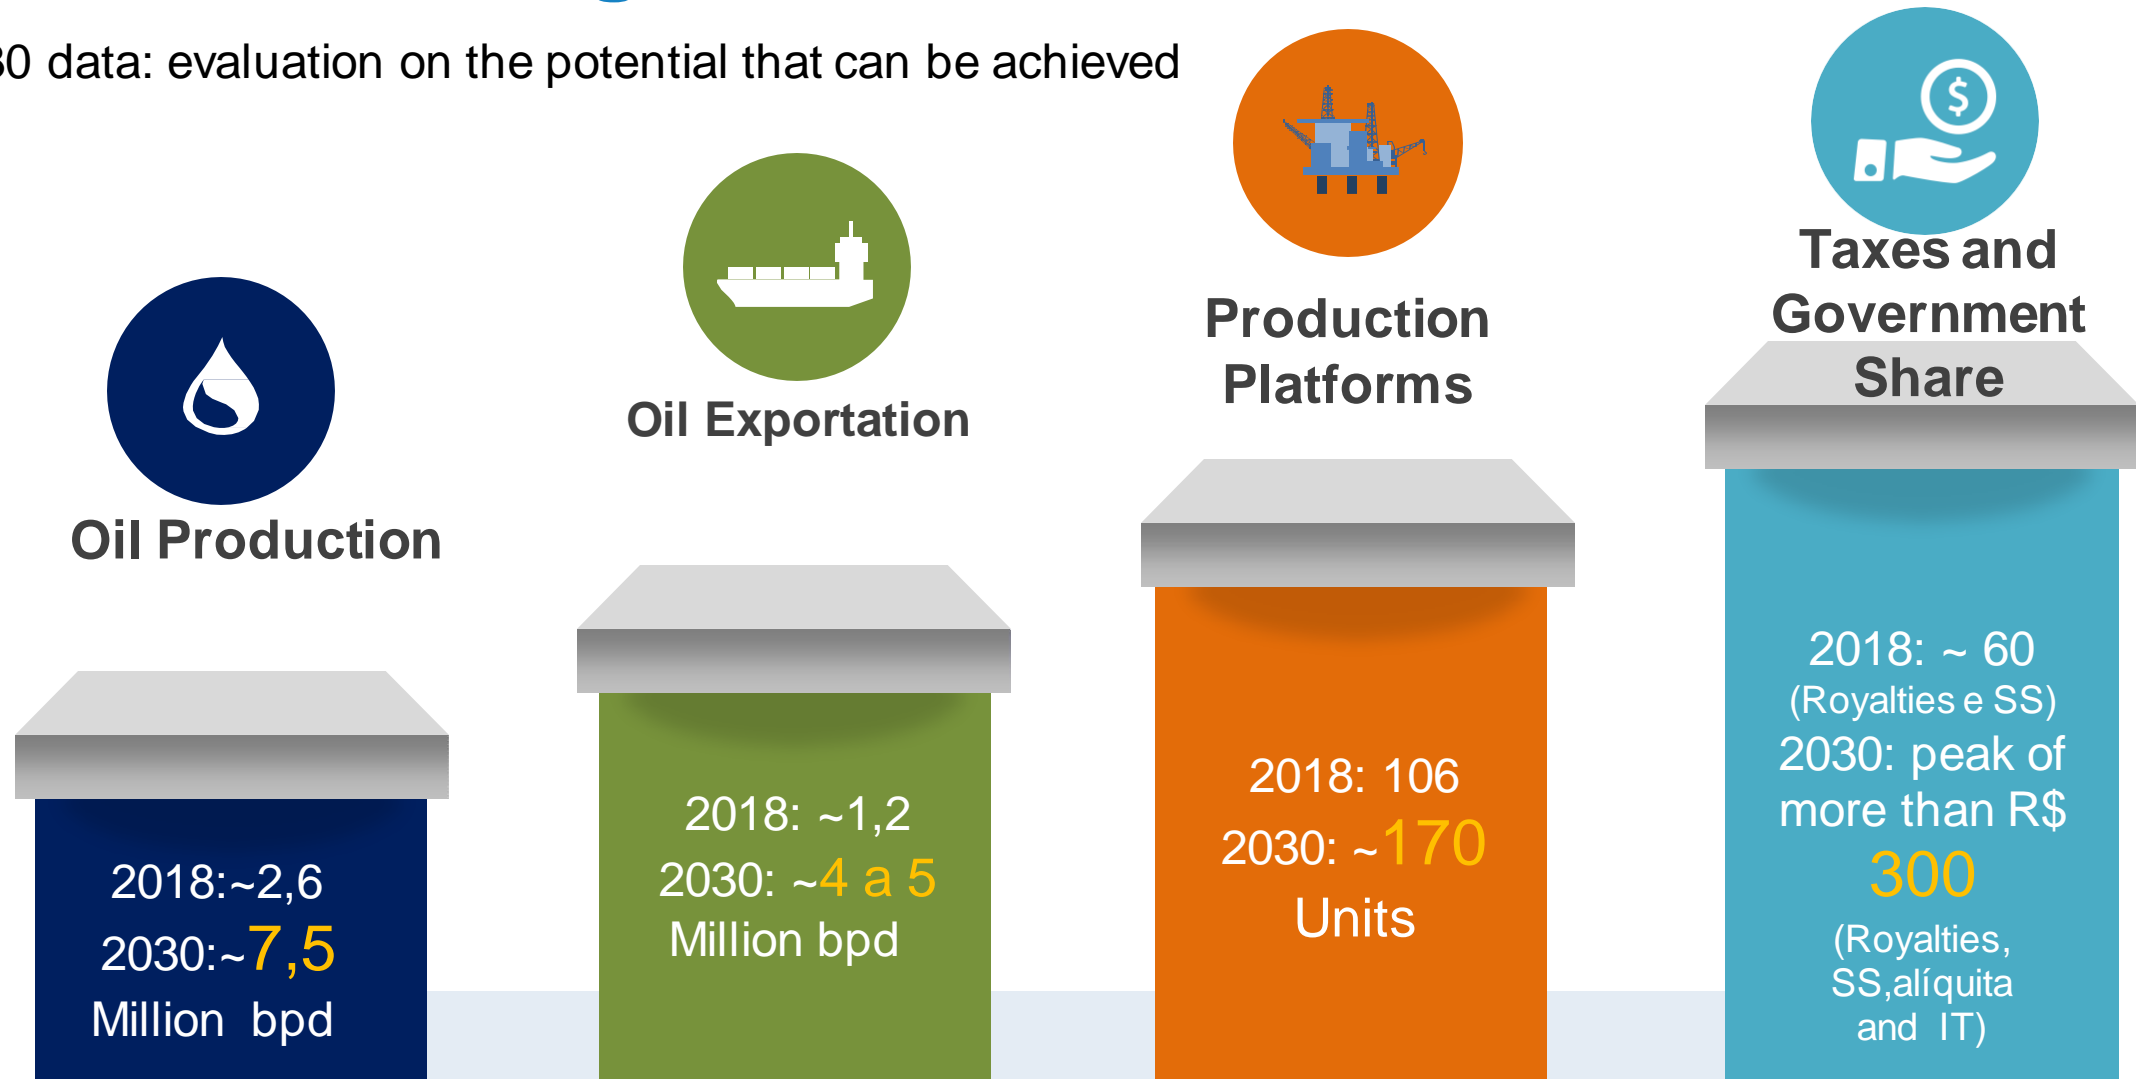 30 data: evaluation on the potential that can be achieved
Oil Production
2018:~2,6
2030:~7,5
Million bpd
Oil Exportation
2018: ~1,2
2030: ~4 a 5
Million bpd
Production
Platforms
2018: 106
2030: ~170
Units
$
Taxes and
Government
Share
2018: ~ 60
(Royalties e SS)
2030: peak of
more than R$
300
(Royalties,
SS,alíquita
and IT)